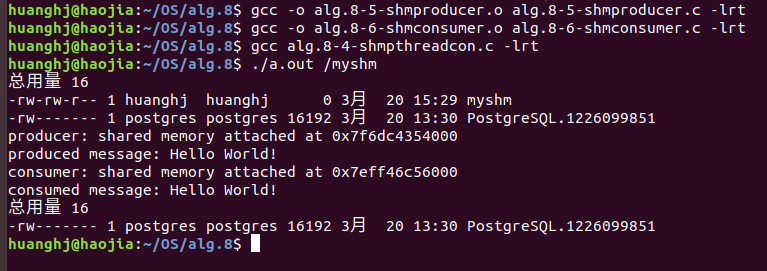 huanghj@haojia:~/OS/alg.8$ gcc -o alg.8-5-shmproducer.o alg.8-5-shmproducer.c -lrt
huanghj@haojia:~/OS/alg.8$ gcc -o alg.8-6-shmconsumer.o alg.8-6-shmconsumer.c -lrt
huanghj@haojia:~/OS/alg.8$ gcc alg.8-4-shmpthreadcon.c -lrt
huanghj@haojia:~/OS/alg.8$ ./a.out /myshm
总用量 16
-rw-rw-r-- 1 huanghj  huanghj      0 3月  20 15:29 myshm
-rw------- 1 postgres postgres 16192 3月  20 13:30 PostgreSQL.1226099851
producer: shared memory attached at 0x7f6dc4354000
produced message: Hello World!
consumer: shared memory attached at 0x7eff46c56000
consumed message: Hello World!
总用量 16
-rw------- 1 postgres postgres 16192 3月  20 13:30 PostgreSQL.1226099851
huanghj@haojia:~/OS/alg.8$